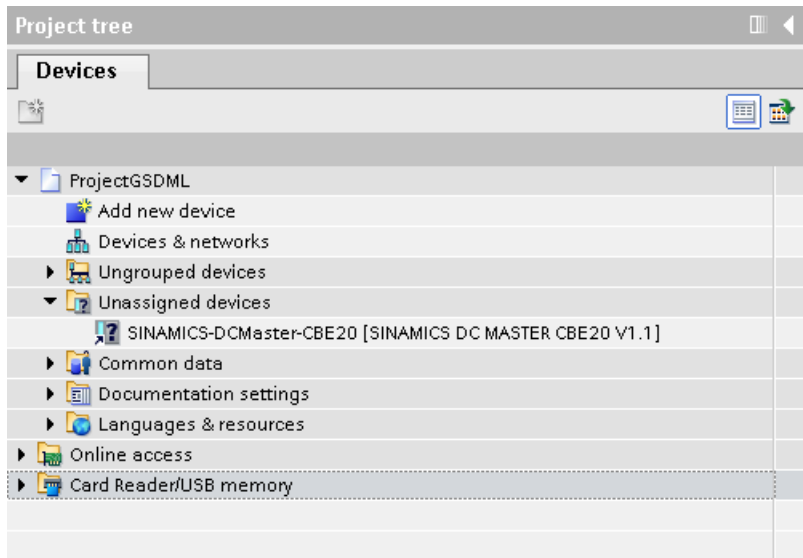 Project tree
Devices
ProjectGSDML
Add new device
Devices & networks
Ungrouped devices
Unassigned devices
SINAMICS-DCMaster-CBE20 [SINAMICS DC MASTER CBE20 V1.1]
Common data
Documentation settings
Languages & resources
Online access
Card Reader/USB memory